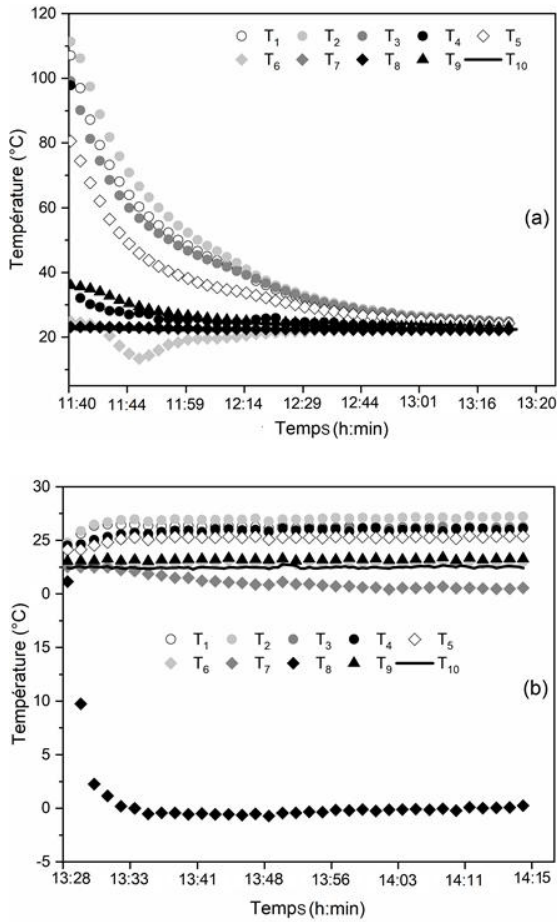 T1 T2 T3 T4 T5
T6 T7 T8 T9 T10
120
100
80
60
40
20
Température (°C)
(a)
11:40 11:44 11:59 12:14 12:29 12:44 13:01 13:16 13:20
Temps (h:min)
30
25
0
15
10
5
0
-5
Température (°C)
T1 T2 T3 T4 T5
T6 T7 T8 T9 T10
(b)
13:28 13:33 13:41 13:48 13:56 14:03 14:11 14:15
Temps (h:min)